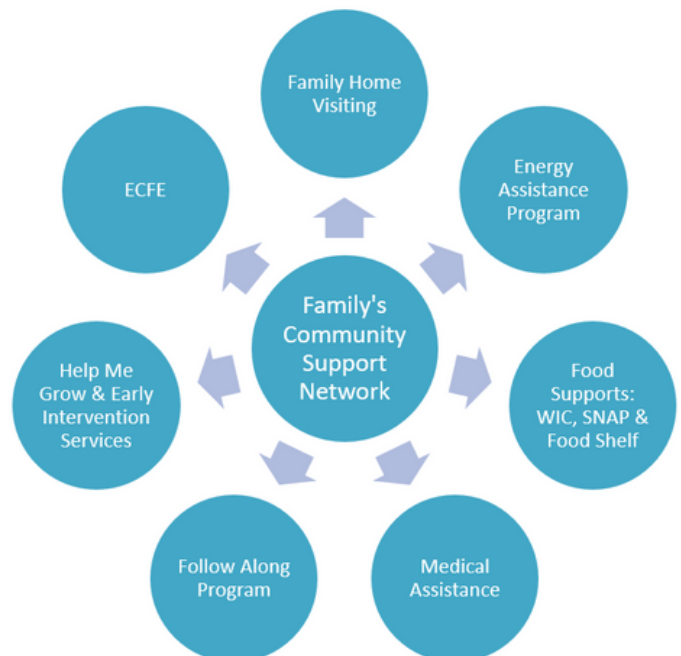 Family Home
Visiting
ECFE
Energy
Assistance
Program
Family's
Community
Support
Network
Help Me
Grow & Early
Intervention
Services
Food
Supports:
WIC, SNAP &
Food Shelf
Follow Along
Program
Medical
Assistance